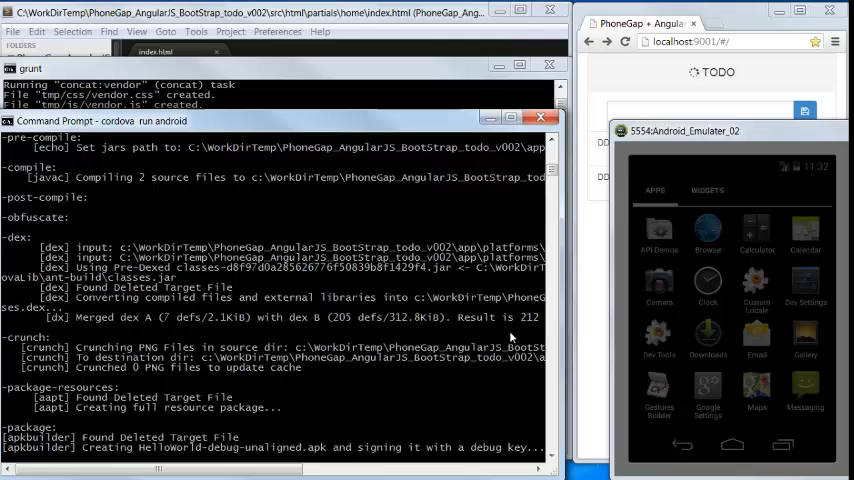 C:\WorkDirTemp\PhoneGap_AngularJS_BootStrap_todo_v002\src\html\partials\home\index.html (PhoneGap_Ang...
File Edit Selection Find View Goto Tools Project Preferences Help
FOLDERS
index.html
grunt
Running "concat:vendor" (concat) task
File "tmp/css/vendor.css" created.
File "tmp/js/vendor.js" created.
Command Prompt - cordova run android
-pre-compile:
[echo] Set jars path to: C:\WorkDirTemp\PhoneGap_AngularJS_BootStrap_todo_v002\app
-compile:
[javac] Compiling 2 source files to c:\WorkDirTemp\PhoneGap_AngularJS_BootStrap_tod
-post-compile:
-obfuscate:
-dex:
[dex] input: c:\WorkDirTemp\PhoneGap_AngularJS_BootStrap_todo_v002\app\platforms\
[dex] input: c:\WorkDirTemp\PhoneGap_AngularJS_BootStrap_todo_v002\app\platforms\
[dex] Using Pre-Dexed classes-d8f97d0a285626776f50839b8f1429f4.jar <- C:\WorkDirT
ovaLib\ant-build\classes.jar
[dex] Found Deleted Target File
[dex] Converting compiled files and external libraries into c:\WorkDirTemp\PhoneG
ses.dex...
[dx] Merged dex A (7 defs/2.1KiB) with dex B (205 defs/312.8KiB). Result is 212
-crunch:
[crunch] Crunching PNG Files in source dir: c:\WorkDirTemp\PhoneGap_AngularJS_BootSt
[crunch] To destination dir: c:\WorkDirTemp\PhoneGap_AngularJS_BootStrap_todo_v002\a
[crunch] Crunched 0 PNG files to update cache
-package-resources:
[aapt] Found Deleted Target File
[aapt] Creating full resource package...
-package:
[apkbuilder] Found Deleted Target File
[apkbuilder] Creating HelloWorld-debug-unaligned.apk and signing it with a debug key...
PhoneGap + Angular
localhost:9001/#/
TODO
5554:Android_Emulater_02
11:32
APPS WIDGETS
API Demos Browser Calculator Calendar
Camera Clock Custom Locale Dev Settings
Dev Tools Downloads Email Gallery
Gestures Builder Google Settings Maps Messaging